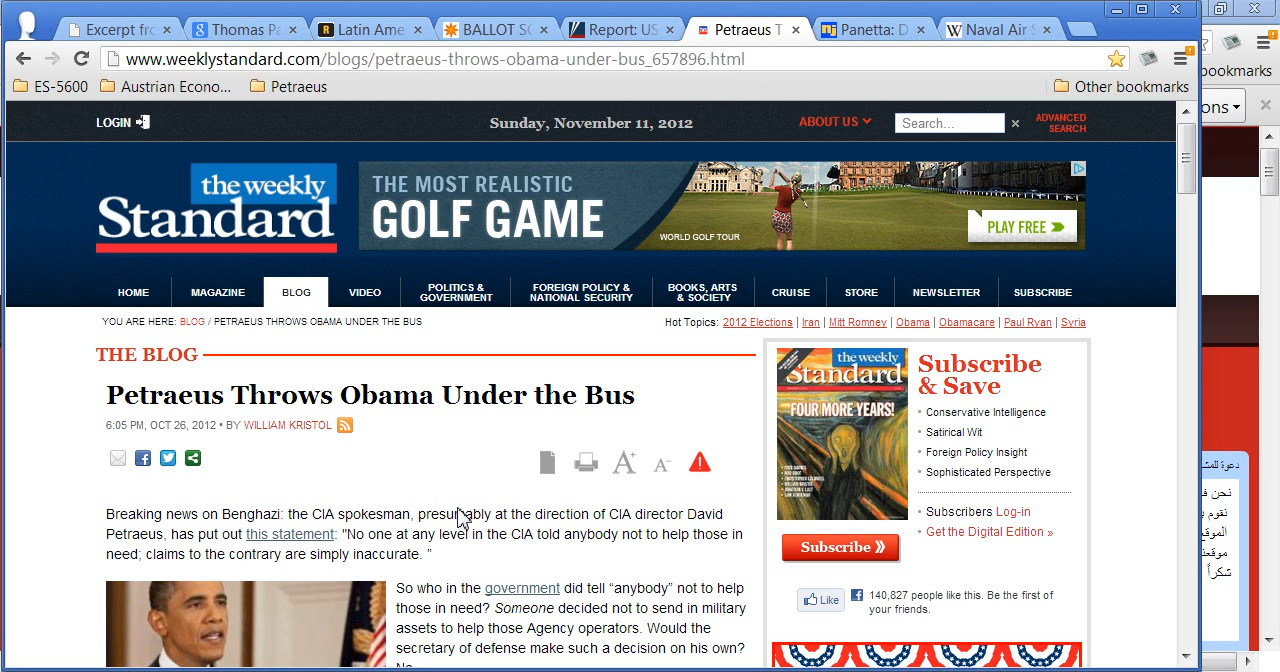 Excerpt fr
Thomas Pa
Latin Ame
BALLOT SC
Report: US
Petraeus T
Panetta: D
Naval Air S
www.weeklystandard.com/blogs/petraeus-throws-obama-under-bus_657896.html
ES-5600
Austrian Econo...
Petraeus
Other bookmarks
ookmarks
ons
LOGIN
Sunday, November 11, 2012
ABOUT US
Search...
ADVANCED
SEARCH
the weekly
Standard
THE MOST REALISTIC
GOLF GAME
WORLD GOLF TOUR
PLAY FREE
HOME
MAGAZINE
BLOG
VIDEO
POLITICS &
GOVERNMENT
FOREIGN POLICY &
NATIONAL SECURITY
BOOKS, ARTS
& SOCIETY
CRUISE
STORE
NEWSLETTER
SUBSCRIBE
YOU ARE HERE: BLOG / PETRAEUS THROWS OBAMA UNDER THE BUS
Hot Topics: 2012 Elections | Iran | Mitt Romney | Obama | Obamacare | Paul Ryan | Syria
THE BLOG
Petraeus Throws Obama Under the Bus
6:05 PM, OCT 26, 2012 • BY WILLIAM KRISTOL
A+
A-
Breaking news on Benghazi: the CIA spokesman, presumably at the direction of CIA director David
Petraeus, has put out this statement: "No one at any level in the CIA told anybody not to help those in
need; claims to the contrary are simply inaccurate. ”
So who in the government did tell “anybody” not to help
those in need? Someone decided not to send in military
assets to help those Agency operators. Would the
secretary of defense make such a decision on his own?
No
the weekly
Standard
FOUR MORE YEARS!
Subscribe
& Save
• Conservative Intelligence
• Satirical Wit
• Foreign Policy Insight
• Sophisticated Perspective
• Subscribers Log-in
• Get the Digital Edition »
Subscribe
Like
140,827 people like this. Be the first of
your friends.
دعوة للمش
نحن ف
نقوم ب
الموقع
موقعنا
شكراً